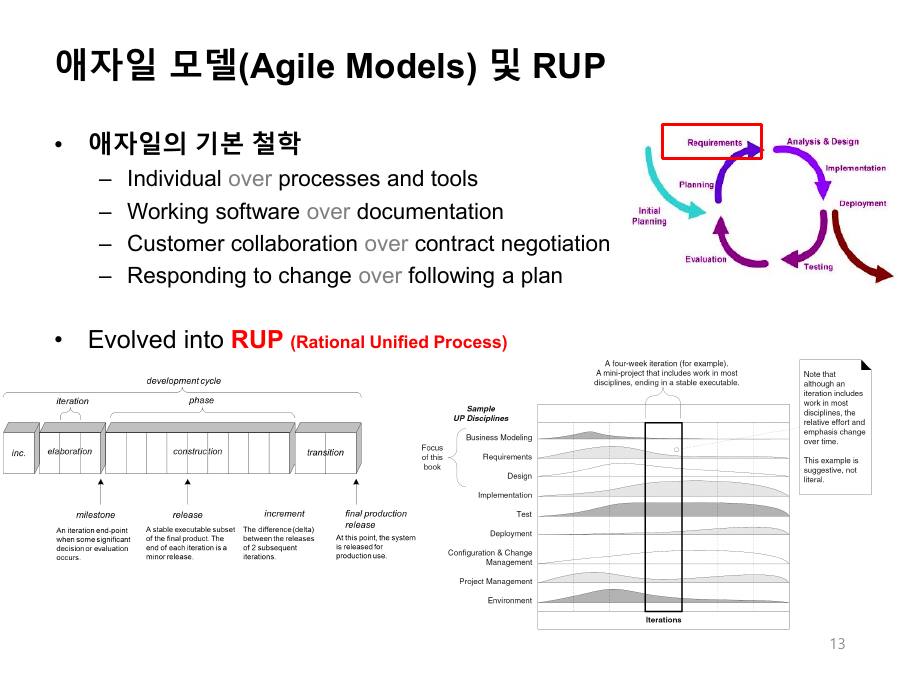 애자일 모델(Agile Models) 및 RUP
• 애자일의 기본 철학
– Individual over processes and tools
– Working software over documentation
– Customer collaboration over contract negotiation
– Responding to change over following a plan
Requirements
Analysis & Design
Implementation
Planning
Deployment
Initial
Planning
Evaluation
Testing
• Evolved into RUP (Rational Unified Process)
development cycle
iteration
phase
inc.
elaboration
construction
transition
milestone
An iteration end-point
when some significant
decision or evaluation
occurs.
release
A stable executable subset
of the final product. The
end of each iteration is a
minor release.
increment
The difference (delta)
between the releases
of 2 subsequent
iterations.
final production
release
At this point, the system
is released for
production use.
A four-week iteration (for example).
A mini-project that includes work in most
disciplines, ending in a stable executable.
Sample
UP Disciplines
Focus
of this
book
Business Modeling
Requirements
Design
Implementation
Test
Deployment
Configuration & Change
Management
Project Management
Environment
Iterations
Note that
although an
iteration includes
work in most
disciplines, the
relative effort and
emphasis change
over time.
This example is
suggestive, not
literal.
13